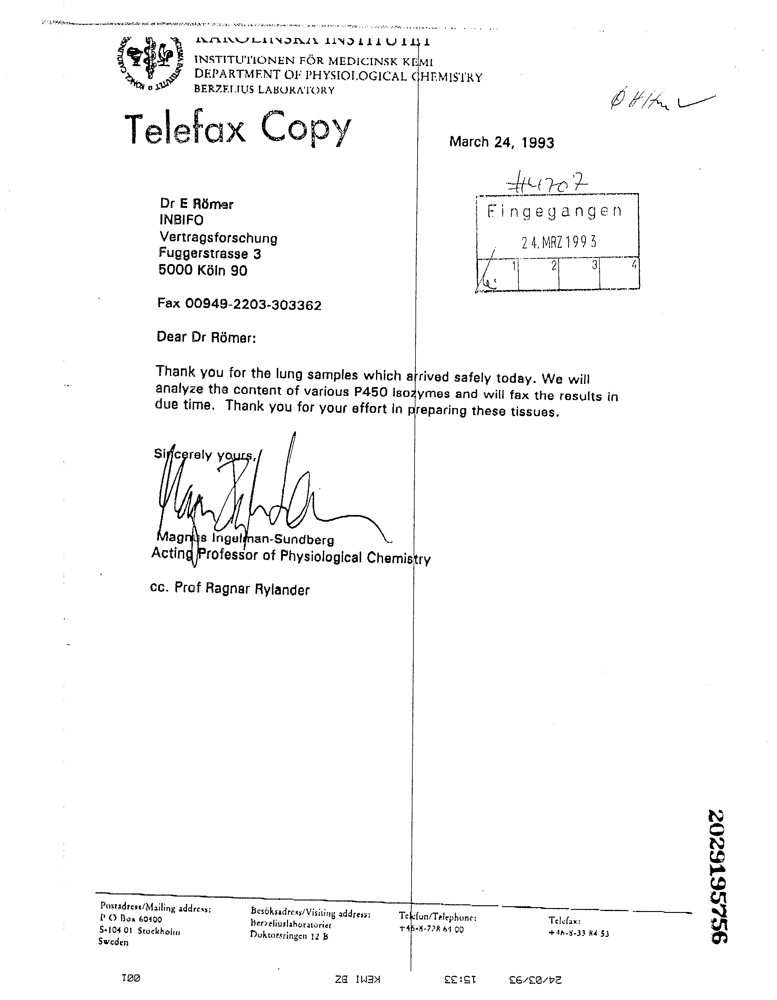 KAROLINSKA INSTITUTET
INSTITUTIONEN FÖR MEDICINSK KEMI
DEPARTMENT OF PHYSIOLOGICAL CHEMISTRY
BERZELIUS LABORATORY
Telefax Copy
March 24, 1993
#4707
Eingegangen
24. MRZ 1993
1 2 3 4
Dr E Römer
INBIFO
Vertragsforschung
Fuggerstrasse 3
5000 Köln 90
Fax 00949-2203-303362
Dear Dr Römer:
Thank you for the lung samples which arrived safely today. We will
analyze the content of various P450 isozymes and will fax the results in
due time. Thank you for your effort in preparing these tissues.
Sincerely yours,
Magnus Ingelman-Sundberg
Acting Professor of Physiological Chemistry
cc. Prof Ragnar Rylander
2029195756
Postadress/Mailing address:
P O Box 60400
S-104 01 Stockholm
Sweden
Besöksadress/Visiting address:
Berzeliuslaboratoriet
Doktorsringen 12 B
Telefon/Telephone:
+46-8-728 64 00
Telefax:
+46-8-33 84 53
24/03/93 15:33 KEMI BZ 001